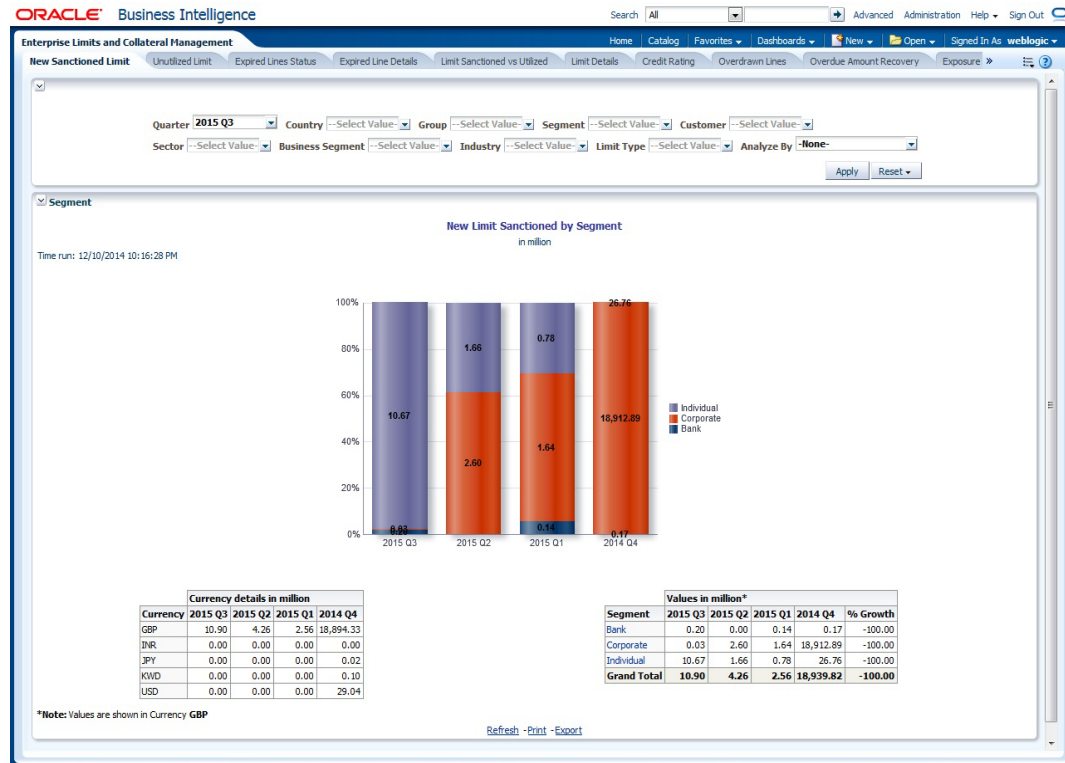 ORACLE Business Intelligence
Search All Advanced Administration Help Sign Out
Enterprise Limits and Collateral Management
Home Catalog Favorites Dashboards New Open Signed In As weblogic
New Sanctioned Limit Unutilized Limit Expired Lines Status Expired Line Details Limit Sanctioned vs Utilized Limit Details Credit Rating Overdrawn Lines Overdue Amount Recovery Exposure »
Quarter 2015 Q3 Country --Select Value- Group --Select Value- Segment --Select Value- Customer --Select Value-
Sector --Select Value- Business Segment --Select Value- Industry --Select Value- Limit Type --Select Value- Analyze By -None-
Apply Reset
Segment
New Limit Sanctioned by Segment
in million
Time run: 12/10/2014 10:16:28 PM
100%
80%
60%
40%
20%
0%
10.67
0.03
0.20
1.66
2.60
0.78
1.64
0.14
26.76
18,912.89
0.17
2015 Q3 2015 Q2 2015 Q1 2014 Q4
Individual
Corporate
Bank
Currency details in million
Currency 2015 Q3 2015 Q2 2015 Q1 2014 Q4
GBP 10.90 4.26 2.56 18,894.33
INR 0.00 0.00 0.00 0.00
JPY 0.00 0.00 0.00 0.02
KWD 0.00 0.00 0.00 0.10
USD 0.00 0.00 0.00 29.04
Values in million*
Segment 2015 Q3 2015 Q2 2015 Q1 2014 Q4 % Growth
Bank 0.20 0.00 0.14 0.17 -100.00
Corporate 0.03 2.60 1.64 18,912.89 -100.00
Individual 10.67 1.66 0.78 26.76 -100.00
Grand Total 10.90 4.26 2.56 18,939.82 -100.00
*Note: Values are shown in Currency GBP
Refresh -Print -Export